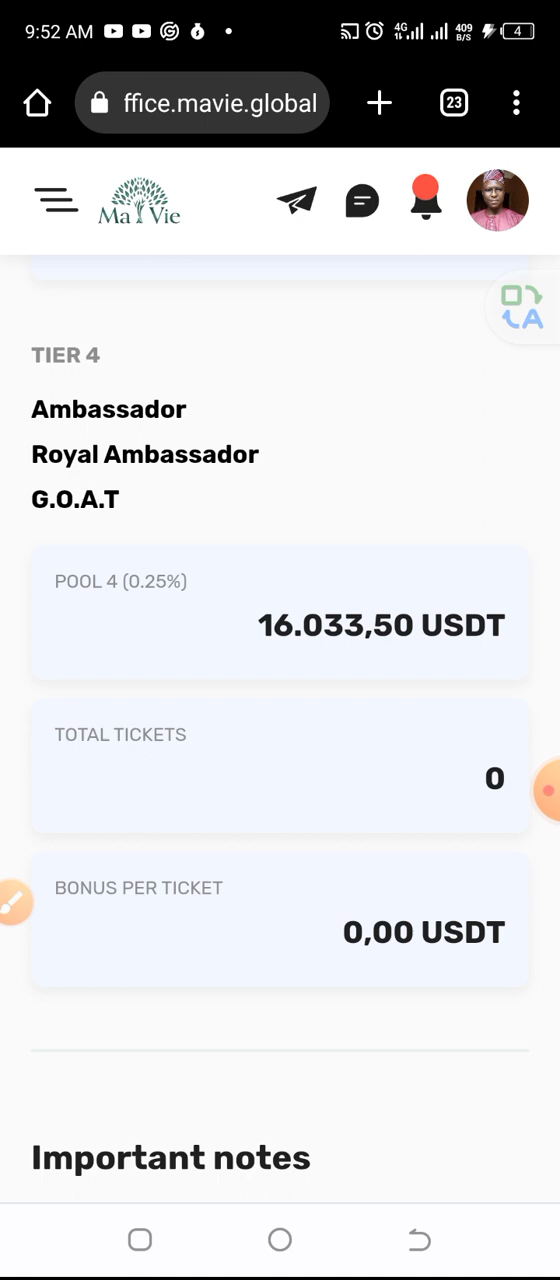 9:52 AM
4G
409
B/S
4
ffice.mavie.global
23
Ma Vie
A
TIER 4
Ambassador
Royal Ambassador
G.O.A.T
POOL 4 (0.25%)
16.033,50 USDT
TOTAL TICKETS
0
BONUS PER TICKET
0,00 USDT
Important notes